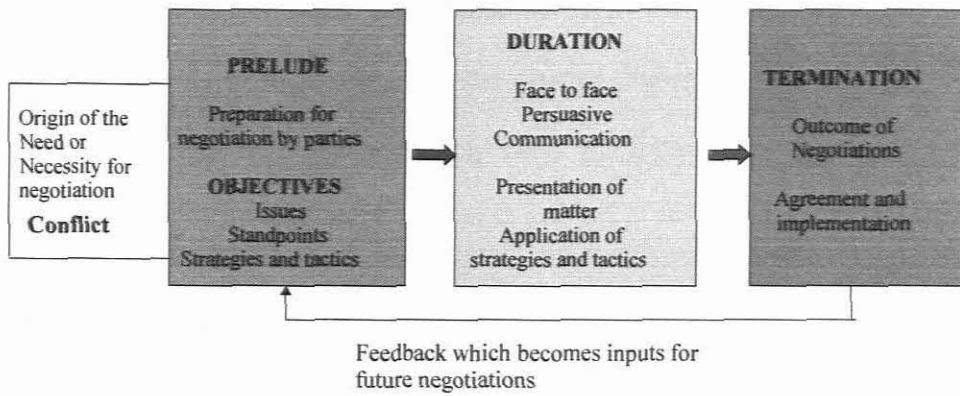 Origin of the
Need or
Necessity for
negotiation
Conflict
PRELUDE
Preparation for
negotiation by parties
OBJECTIVES
Issues
Standpoints
Strategies and tactics
DURATION
Face to face
Persuasive
Communication
Presentation of
matter
Application of
strategies and tactics
TERMINATION
Outcome of
Negotiations
Agreement and
implementation
Feedback which becomes inputs for
future negotiations